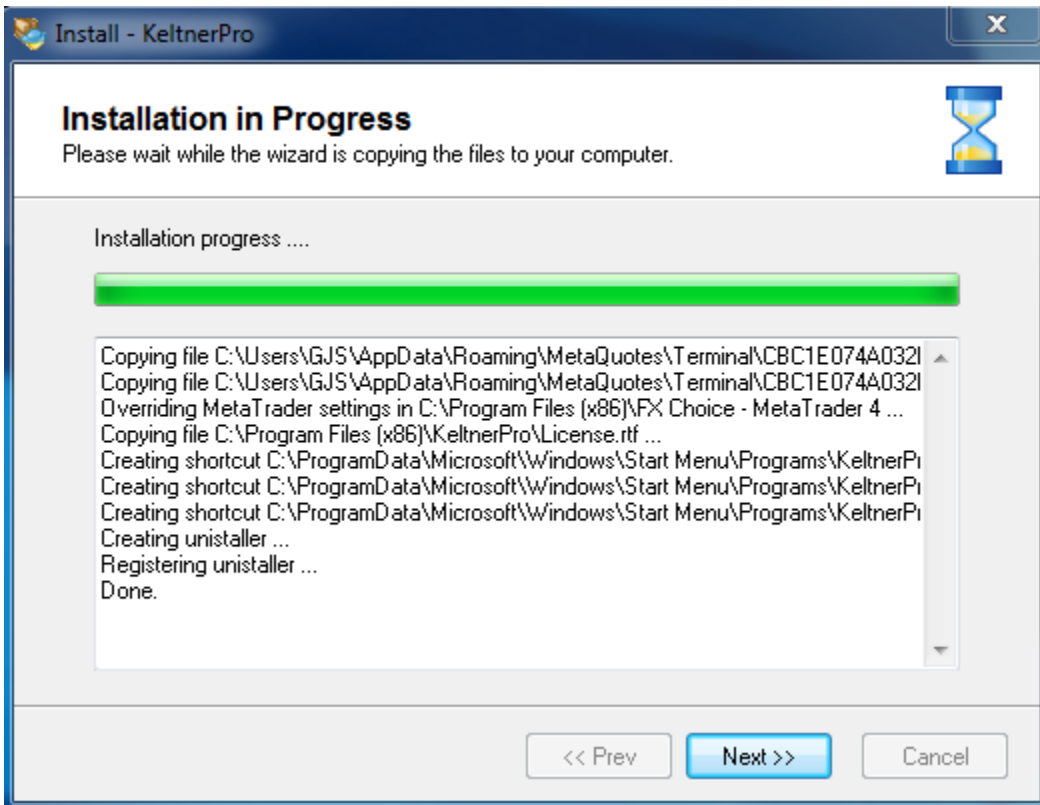 Install - KeltnerPro
Installation in Progress
Please wait while the wizard is copying the files to your computer.
Installation progress ....
Copying file C:\Users\GJS\AppData\Roaming\MetaQuotes\Terminal\CBC1E074A032
Copying file C:\Users\GJS\AppData\Roaming\MetaQuotes\Terminal\CBC1E074A032
Overriding MetaTrader settings in C:\Program Files (x86)\FX Choice - MetaTrader 4 ...
Copying file C:\Program Files (x86)\KeltnerPro\License.rtf ...
Creating shortcut C:\ProgramData\Microsoft\Windows\Start Menu\Programs\KeltnerPr
Creating shortcut C:\ProgramData\Microsoft\Windows\Start Menu\Programs\KeltnerPr
Creating shortcut C:\ProgramData\Microsoft\Windows\Start Menu\Programs\KeltnerPr
Creating unistaller ...
Registering unistaller ...
Done.
<< Prev
Next >>
Cancel